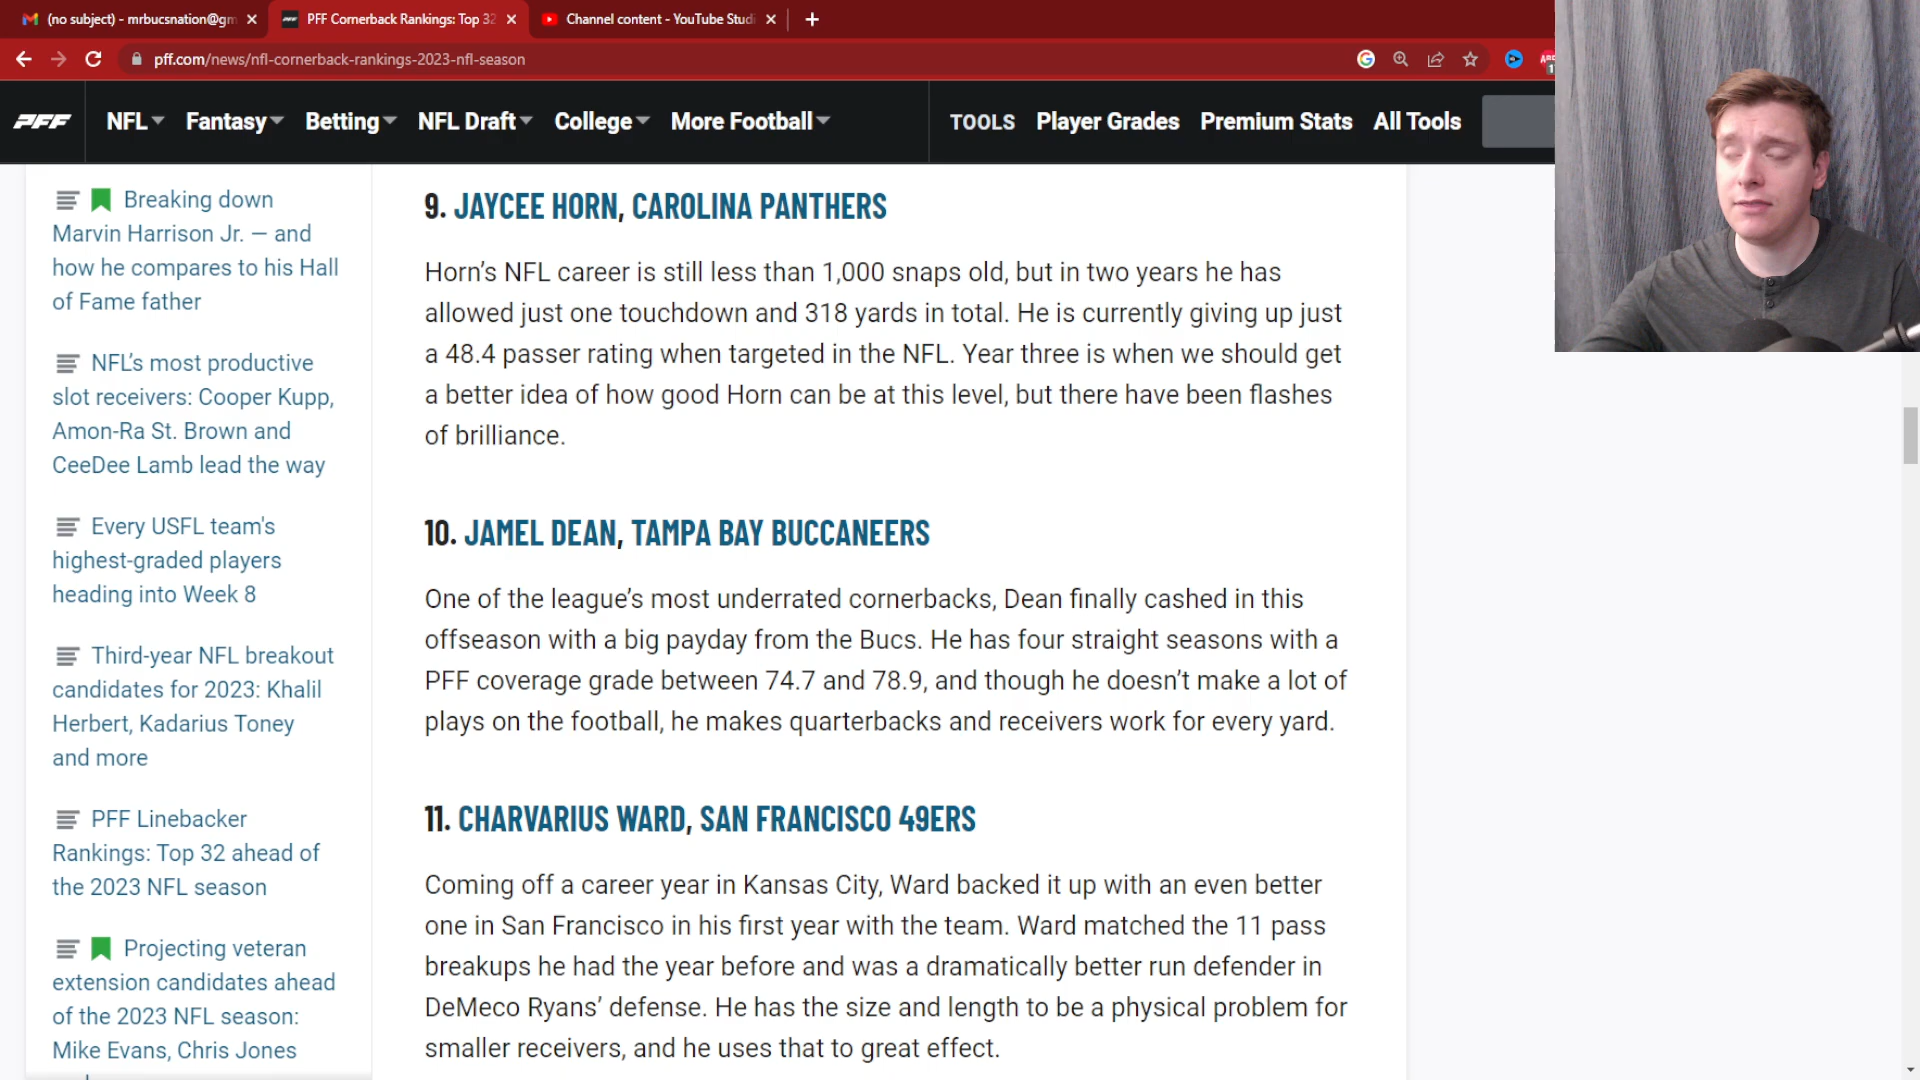 (no subject) - mrbucsnation@gm
PFF Cornerback Rankings: Top 32
Channel content - YouTube Studi
pff.com/news/nfl-cornerback-rankings-2023-nfl-season
PFF
NFL
Fantasy
Betting
NFL Draft
College
More Football
TOOLS
Player Grades
Premium Stats
All Tools
Breaking down
Marvin Harrison Jr. — and
how he compares to his Hall
of Fame father
NFL’s most productive
slot receivers: Cooper Kupp,
Amon-Ra St. Brown and
CeeDee Lamb lead the way
Every USFL team's
highest-graded players
heading into Week 8
Third-year NFL breakout
candidates for 2023: Khalil
Herbert, Kadarius Toney
and more
PFF Linebacker
Rankings: Top 32 ahead of
the 2023 NFL season
Projecting veteran
extension candidates ahead
of the 2023 NFL season:
Mike Evans, Chris Jones
9. JAYCEE HORN, CAROLINA PANTHERS
Horn’s NFL career is still less than 1,000 snaps old, but in two years he has
allowed just one touchdown and 318 yards in total. He is currently giving up just
a 48.4 passer rating when targeted in the NFL. Year three is when we should get
a better idea of how good Horn can be at this level, but there have been flashes
of brilliance.
10. JAMEL DEAN, TAMPA BAY BUCCANEERS
One of the league’s most underrated cornerbacks, Dean finally cashed in this
offseason with a big payday from the Bucs. He has four straight seasons with a
PFF coverage grade between 74.7 and 78.9, and though he doesn’t make a lot of
plays on the football, he makes quarterbacks and receivers work for every yard.
11. CHARVARIUS WARD, SAN FRANCISCO 49ERS
Coming off a career year in Kansas City, Ward backed it up with an even better
one in San Francisco in his first year with the team. Ward matched the 11 pass
breakups he had the year before and was a dramatically better run defender in
DeMeco Ryans’ defense. He has the size and length to be a physical problem for
smaller receivers, and he uses that to great effect.